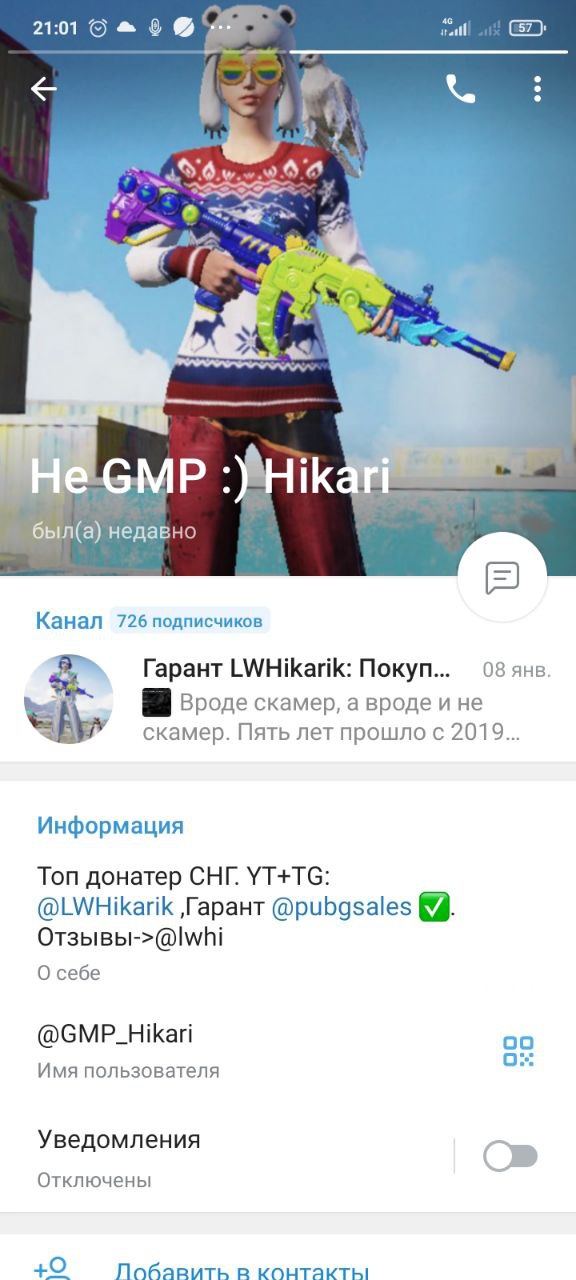 21:01
4G
57
Не GMP :) Hikari
был(а) недавно
Канал 726 подписчиков
Гарант LWHikarik: Покуп... 08 янв.
Вроде скамер, а вроде и не
скамер. Пять лет прошло с 2019...
Информация
Топ донатер СНГ. YT+TG:
@LWHikarik ,Гарант @pubgsales ✅.
Отзывы->@lwhi
О себе
@GMP_Hikari
Имя пользователя
Уведомления
Отключены
Добавить в контакты